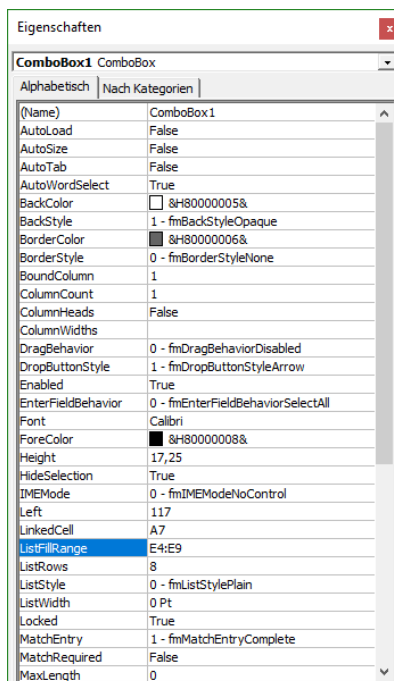 Eigenschaften
ComboBox1 ComboBox
Alphabetisch Nach Kategorien
(Name) ComboBox1
AutoLoad False
AutoSize False
AutoTab False
AutoWordSelect True
BackColor &H80000005&
BackStyle 1 - fmBackStyleOpaque
BorderColor &H80000006&
BorderStyle 0 - fmBorderStyleNone
BoundColumn 1
ColumnCount 1
ColumnHeads False
ColumnWidths
DragBehavior 0 - fmDragBehaviorDisabled
DropButtonStyle 1 - fmDropButtonStyleArrow
Enabled True
EnterFieldBehavior 0 - fmEnterFieldBehaviorSelectAll
Font Calibri
ForeColor &H80000008&
Height 17,25
HideSelection True
IMEMode 0 - fmIMEModeNoControl
Left 117
LinkedCell A7
ListFillRange E4:E9
ListRows 8
ListStyle 0 - fmListStylePlain
ListWidth 0 Pt
Locked True
MatchEntry 1 - fmMatchEntryComplete
MatchRequired False
MaxLength 0